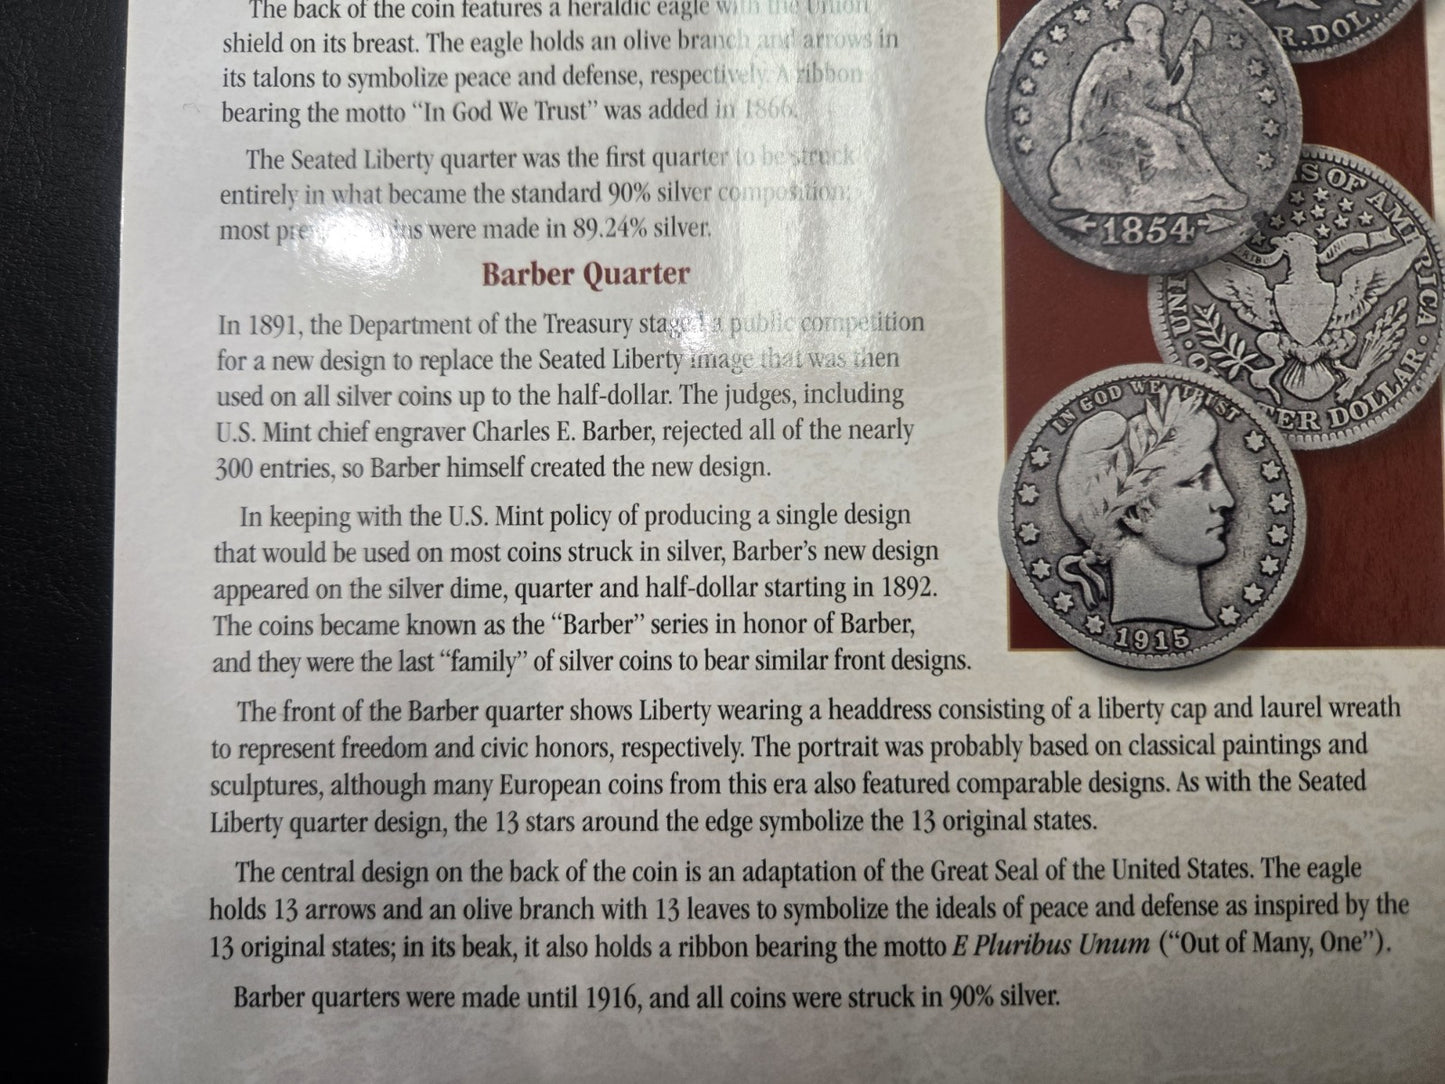 The back of the coin features a heraldic eagle with the Union
shield on its breast. The eagle holds an olive branch and arrows in
its talons to symbolize peace and defense, respectively. A ribbon
bearing the motto “In God We Trust” was added in 1866.
The Seated Liberty quarter was the first quarter to be struck
entirely in what became the standard 90% silver composition;
most were made in 89.24% silver.
Barber Quarter
In 1891, the Department of the Treasury staged a public competition
for a new design to replace the Seated Liberty image that was then
used on all silver coins up to the half-dollar. The judges, including
U.S. Mint chief engraver Charles E. Barber, rejected all of the nearly
300 entries, so Barber himself created the new design.
In keeping with the U.S. Mint policy of producing a single design
that would be used on most coins struck in silver, Barber’s new design
appeared on the silver dime, quarter and half-dollar starting in 1892.
The coins became known as the “Barber” series in honor of Barber,
and they were the last “family” of silver coins to bear similar front designs.
The front of the Barber quarter shows Liberty wearing a headdress consisting of a liberty cap and laurel wreath
to represent freedom and civic honors, respectively. The portrait was probably based on classical paintings and
sculptures, although many European coins from this era also featured comparable designs. As with the Seated
Liberty quarter design, the 13 stars around the edge symbolize the 13 original states.
The central design on the back of the coin is an adaptation of the Great Seal of the United States. The eagle
holds 13 arrows and an olive branch with 13 leaves to symbolize the ideals of peace and defense as inspired by the
13 original states; in its beak, it also holds a ribbon bearing the motto E Pluribus Unum (“Out of Many, One”).
Barber quarters were made until 1916, and all coins were struck in 90% silver.
R. DOL.
1854
UNI S OF AMERICA
TER DOLLAR
IN GOD WE TRUST
1915